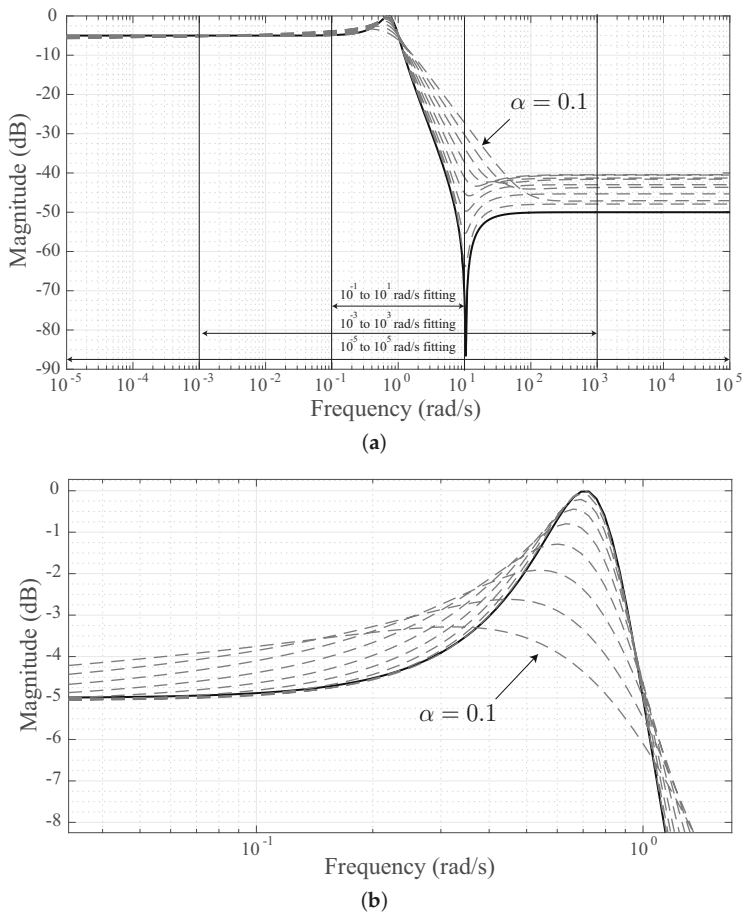 0
-10
-20
-30
-40
-50
-60
-70
-80
-90
Magnitude (dB)
α = 0.1
10^-1 to 10^1 rad/s fitting
10^-3 to 10^3 rad/s fitting
10^-5 to 10^5 rad/s fitting
10^-5 10^-4 10^-3 10^-2 10^-1 10^0 10^1 10^2 10^3 10^4 10^5
Frequency (rad/s)
(a)
0
-1
-2
-3
-4
-5
-6
-7
-8
Magnitude (dB)
α = 0.1
10^-1 10^0
Frequency (rad/s)
(b)